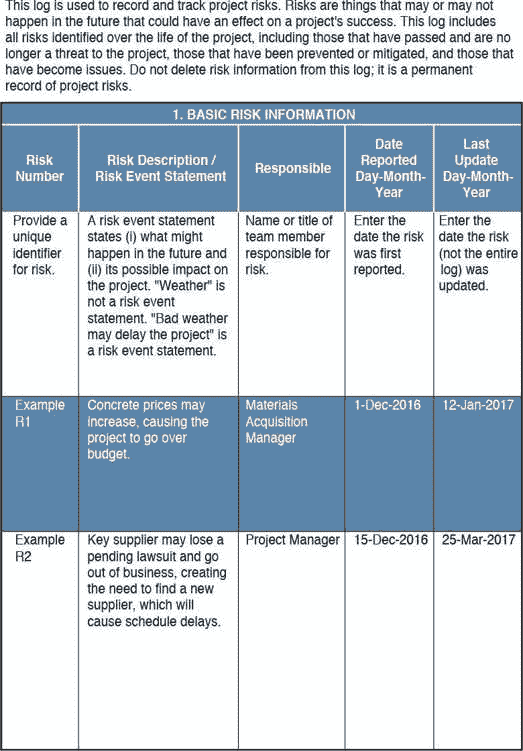 This log is used to record and track project risks. Risks are things that may or may not
happen in the future that could have an effect on a project's success. This log includes
all risks identified over the life of the project, including those that have passed and are no
longer a threat to the project, those that have been prevented or mitigated, and those that
have become issues. Do not delete risk information from this log; it is a permanent
record of project risks.
1. BASIC RISK INFORMATION
Risk
Number
Risk Description /
Risk Event Statement
Responsible
Date
Reported
Day-Month-
Year
Last
Update
Day-Month-
Year
Provide a
unique
identifier
for risk.
A risk event statement
states (i) what might
happen in the future and
(ii) its possible impact on
the project. "Weather" is
not a risk event
statement. "Bad weather
may delay the project" is
a risk event statement.
Name or title of
team member
responsible for
risk.
Enter the
date the risk
was first
reported.
Enter the
date the risk
(not the entire
log) was
updated.
Example
R1
Concrete prices may
increase, causing the
project to go over
budget.
Materials
Acquisition
Manager
1-Dec-2016
12-Jan-2017
Example
R2
Key supplier may lose a
pending lawsuit and go
out of business, creating
the need to find a new
supplier, which will
cause schedule delays.
Project Manager
15-Dec-2016
25-Mar-2017